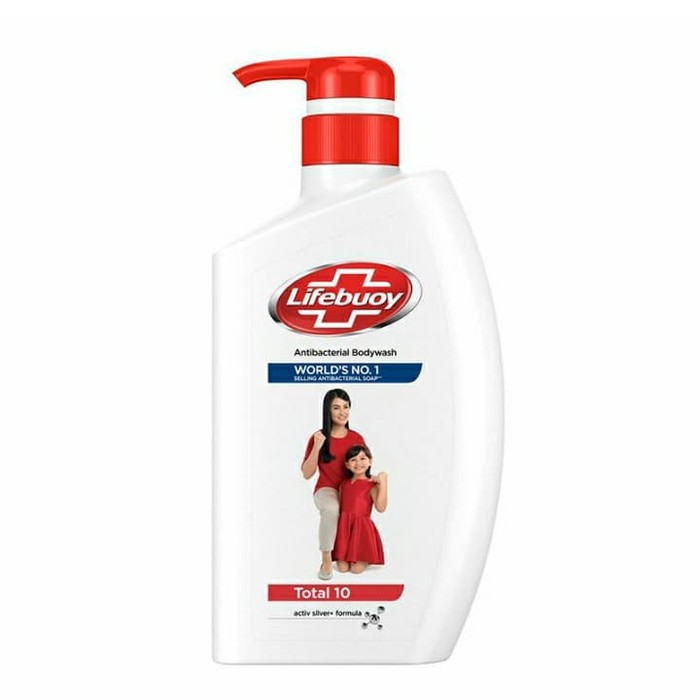 Lifebuoy
Antibacterial Bodywash
WORLD'S NO. 1
SELLING ANTIBACTERIAL SOAP
Total 10
activ silver+ formula